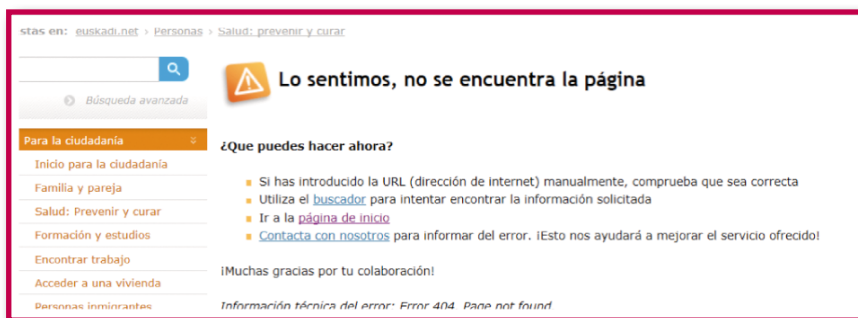 stas en: euskadi.net › Personas › Salud: prevenir y curar
Búsqueda avanzada
Lo sentimos, no se encuentra la página
Para la ciudadanía
Inicio para la ciudadanía
Familia y pareja
Salud: Prevenir y curar
Formación y estudios
Encontrar trabajo
Acceder a una vivienda
Personas inmigrantes
¿Que puedes hacer ahora?
Si has introducido la URL (dirección de internet) manualmente, comprueba que sea correcta
Utiliza el buscador para intentar encontrar la información solicitada
Ir a la página de inicio
Contacta con nosotros para informar del error. ¡Esto nos ayudará a mejorar el servicio ofrecido!
¡Muchas gracias por tu colaboración!
Información técnica del error: Error 404. Page not found